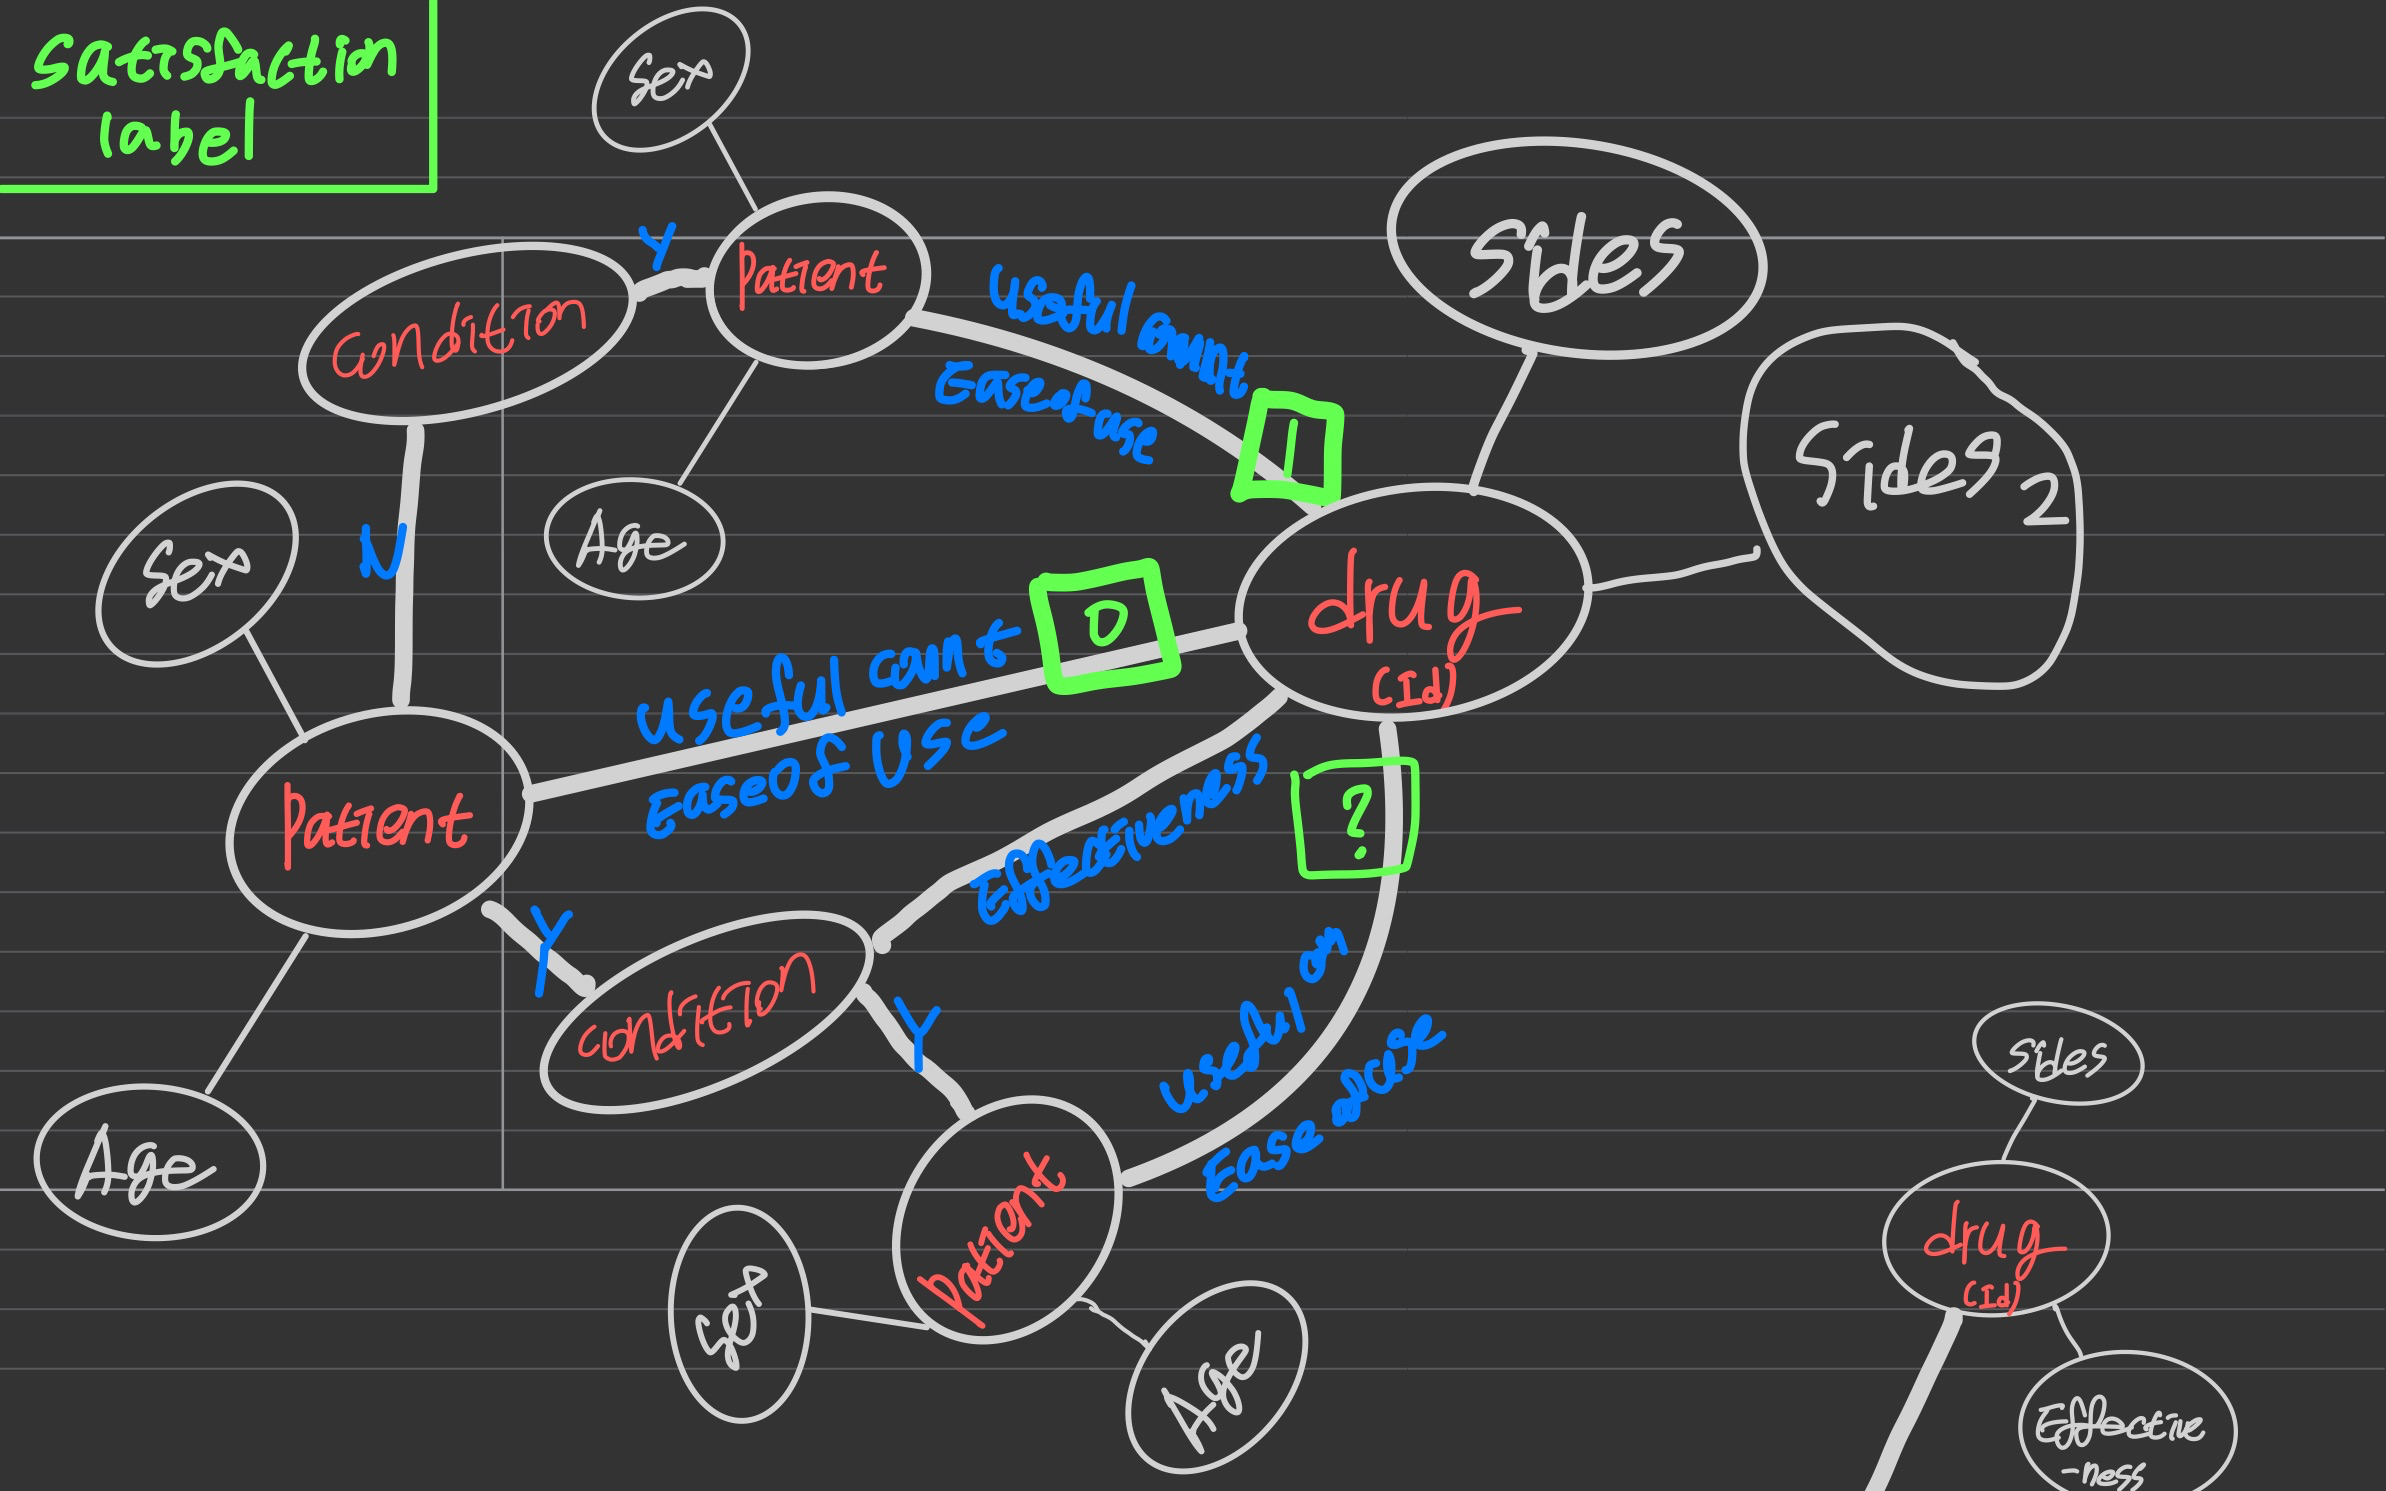 Satisfaction
label
Sex
Y
Patient
Condition
Useful count
Ease of use
Sides
Sides 2
1
Sex
N
Age
0
drug
(Id)
Useful count
Ease of Use
Patient
Effectiveness
?
Y
condition
Y
Useful
Ease of use
Age
Patient
Sex
Age
Sides
drug
(Id)
Effective
-ness